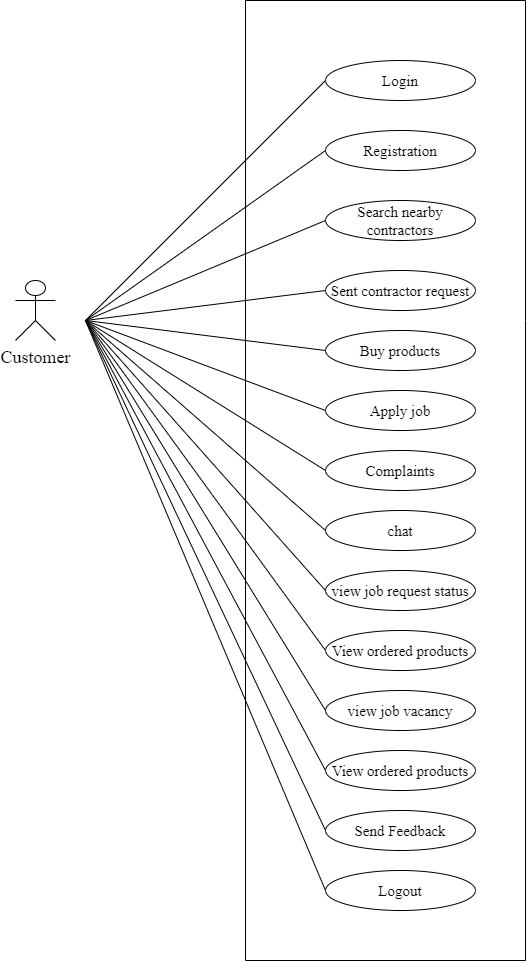 Login
Registration
Search nearby
contractors
Sent contractor request
Customer
Buy products
Apply job
Complaints
chat
view job request status
View ordered products
view job vacancy
View ordered products
Send Feedback
Logout